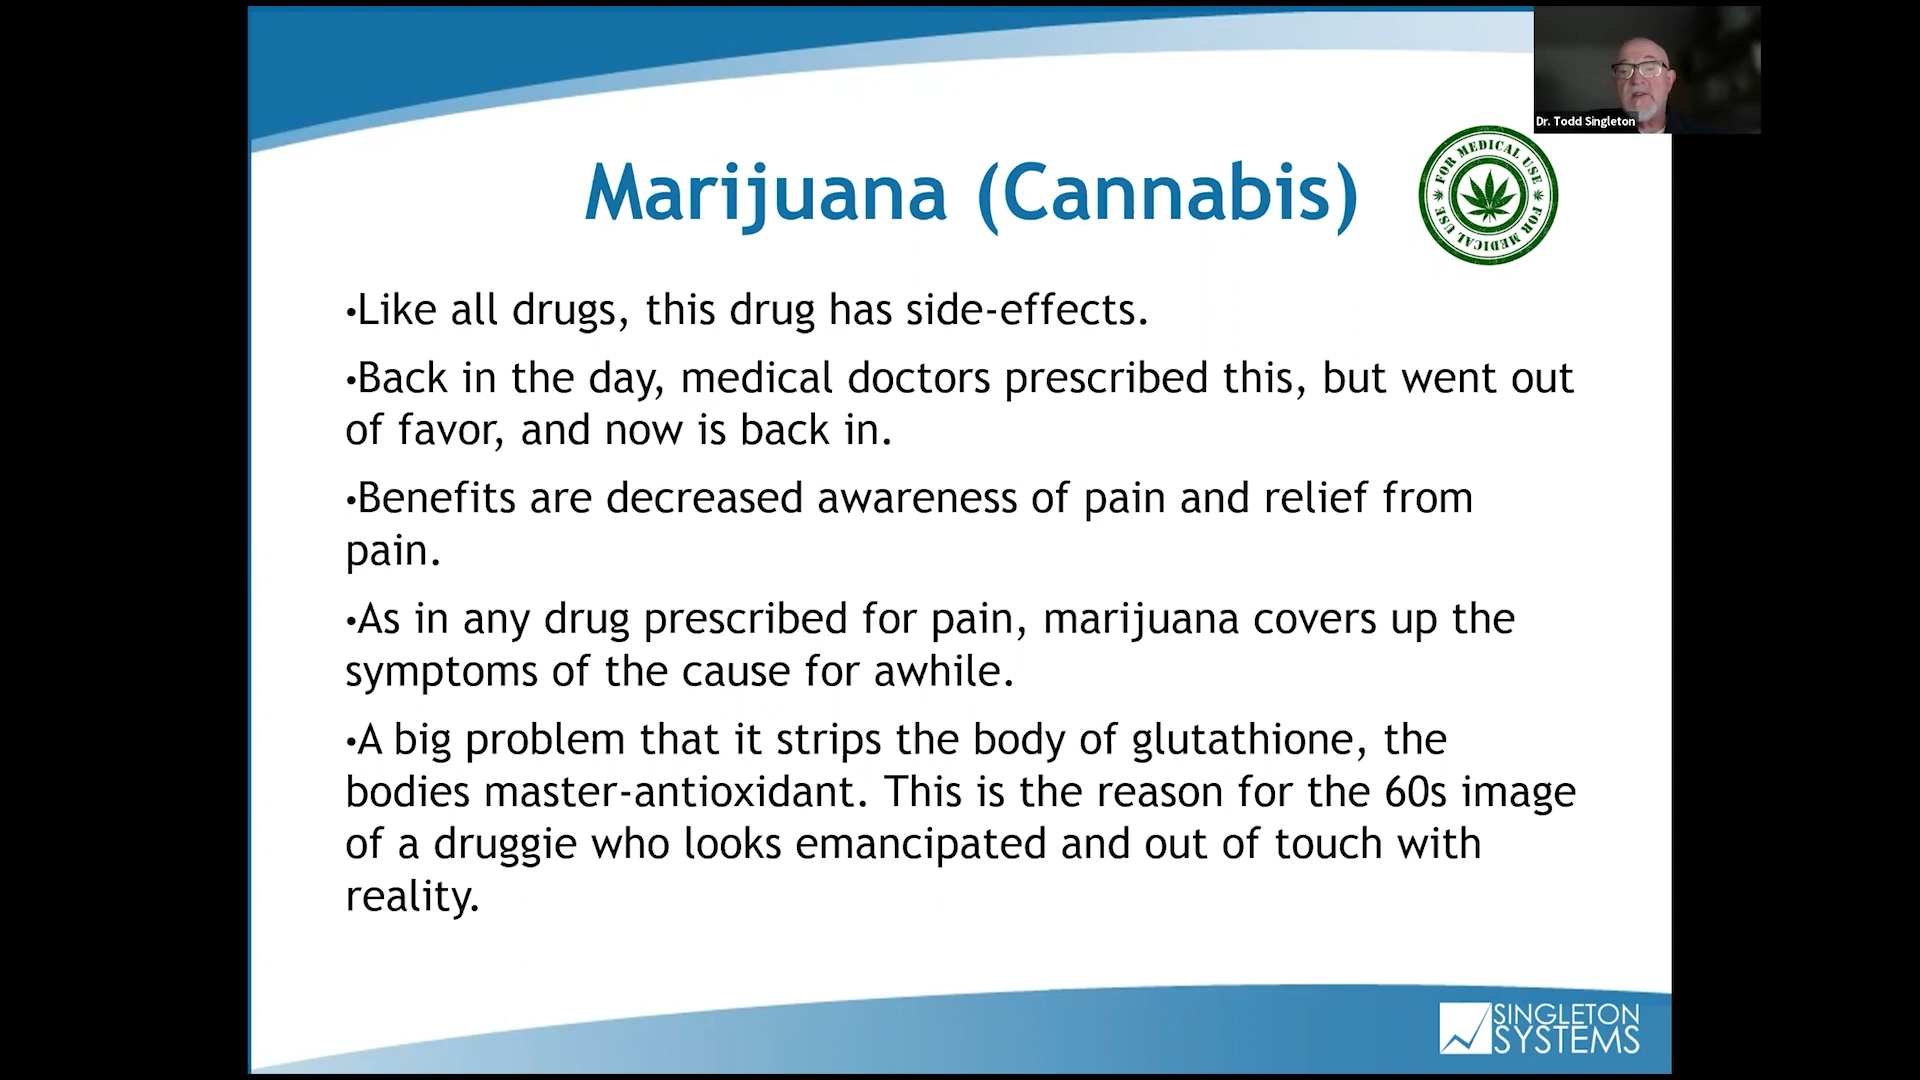 Dr. Todd Singleton
Marijuana (Cannabis)
FOR MEDICAL USE
FOR MEDICAL USE
•Like all drugs, this drug has side-effects.
•Back in the day, medical doctors prescribed this, but went out
of favor, and now is back in.
•Benefits are decreased awareness of pain and relief from
pain.
•As in any drug prescribed for pain, marijuana covers up the
symptoms of the cause for awhile.
•A big problem that it strips the body of glutathione, the
bodies master-antioxidant. This is the reason for the 60s image
of a druggie who looks emancipated and out of touch with
reality.
SINGLETON
SYSTEMS